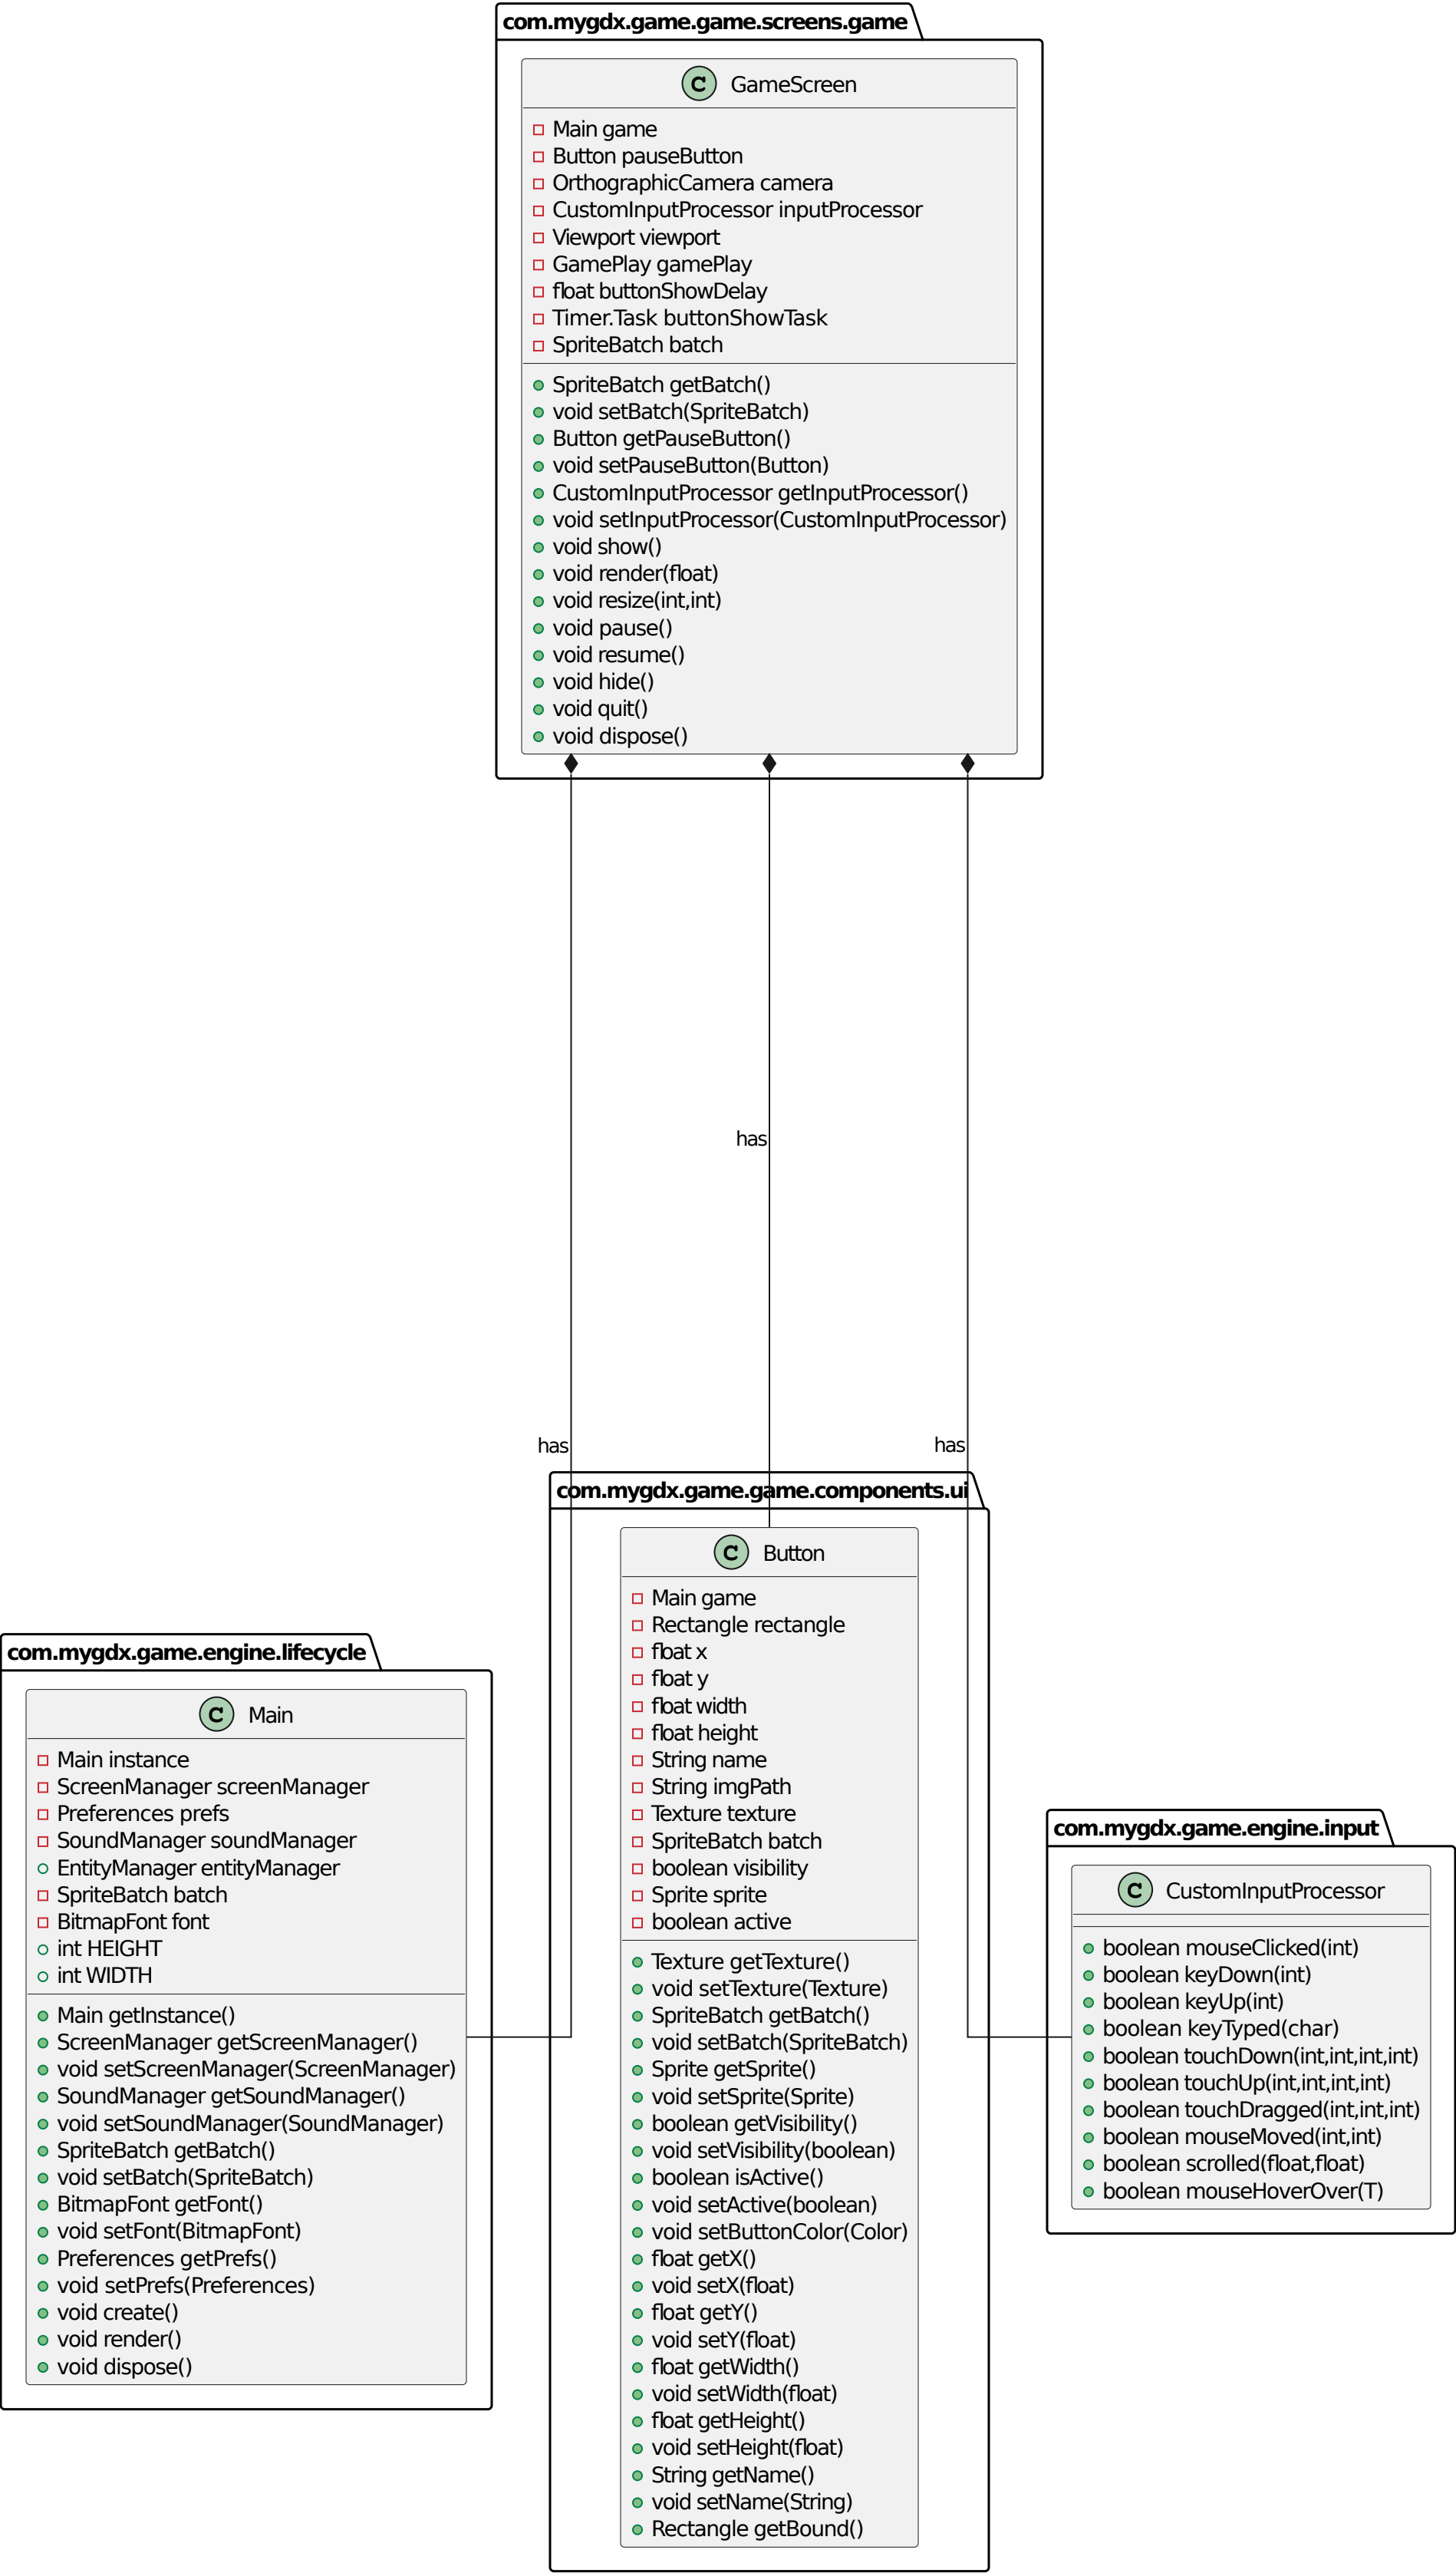 com.mygdx.game.game.screens.game
C GameScreen
Main game
Button pauseButton
OrthographicCamera camera
CustomInputProcessor inputProcessor
Viewport viewport
GamePlay gamePlay
float buttonShowDelay
Timer.Task buttonShowTask
SpriteBatch batch
SpriteBatch getBatch()
void setBatch(SpriteBatch)
Button getPauseButton()
void setPauseButton(Button)
CustomInputProcessor getInputProcessor()
void setInputProcessor(CustomInputProcessor)
void show()
void render(float)
void resize(int,int)
void pause()
void resume()
void hide()
void quit()
void dispose()
has
has
has
com.mygdx.game.game.components.ui
C Button
Main game
Rectangle rectangle
float x
float y
float width
float height
String name
String imgPath
Texture texture
SpriteBatch batch
boolean visibility
Sprite sprite
boolean active
Texture getTexture()
void setTexture(Texture)
SpriteBatch getBatch()
void setBatch(SpriteBatch)
Sprite getSprite()
void setSprite(Sprite)
boolean getVisibility()
void setVisibility(boolean)
boolean isActive()
void setActive(boolean)
void setButtonColor(Color)
float getX()
void setX(float)
float getY()
void setY(float)
float getWidth()
void setWidth(float)
float getHeight()
void setHeight(float)
String getName()
void setName(String)
Rectangle getBound()
com.mygdx.game.engine.lifecycle
C Main
Main instance
ScreenManager screenManager
Preferences prefs
SoundManager soundManager
EntityManager entityManager
SpriteBatch batch
BitmapFont font
int HEIGHT
int WIDTH
Main getInstance()
ScreenManager getScreenManager()
void setScreenManager(ScreenManager)
SoundManager getSoundManager()
void setSoundManager(SoundManager)
SpriteBatch getBatch()
void setBatch(SpriteBatch)
BitmapFont getFont()
void setFont(BitmapFont)
Preferences getPrefs()
void setPrefs(Preferences)
void create()
void render()
void dispose()
com.mygdx.game.engine.input
C CustomInputProcessor
boolean mouseClicked(int)
boolean keyDown(int)
boolean keyUp(int)
boolean keyTyped(char)
boolean touchDown(int,int,int,int)
boolean touchUp(int,int,int,int)
boolean touchDragged(int,int,int)
boolean mouseMoved(int,int)
boolean scrolled(float,float)
boolean mouseHoverOver(T)